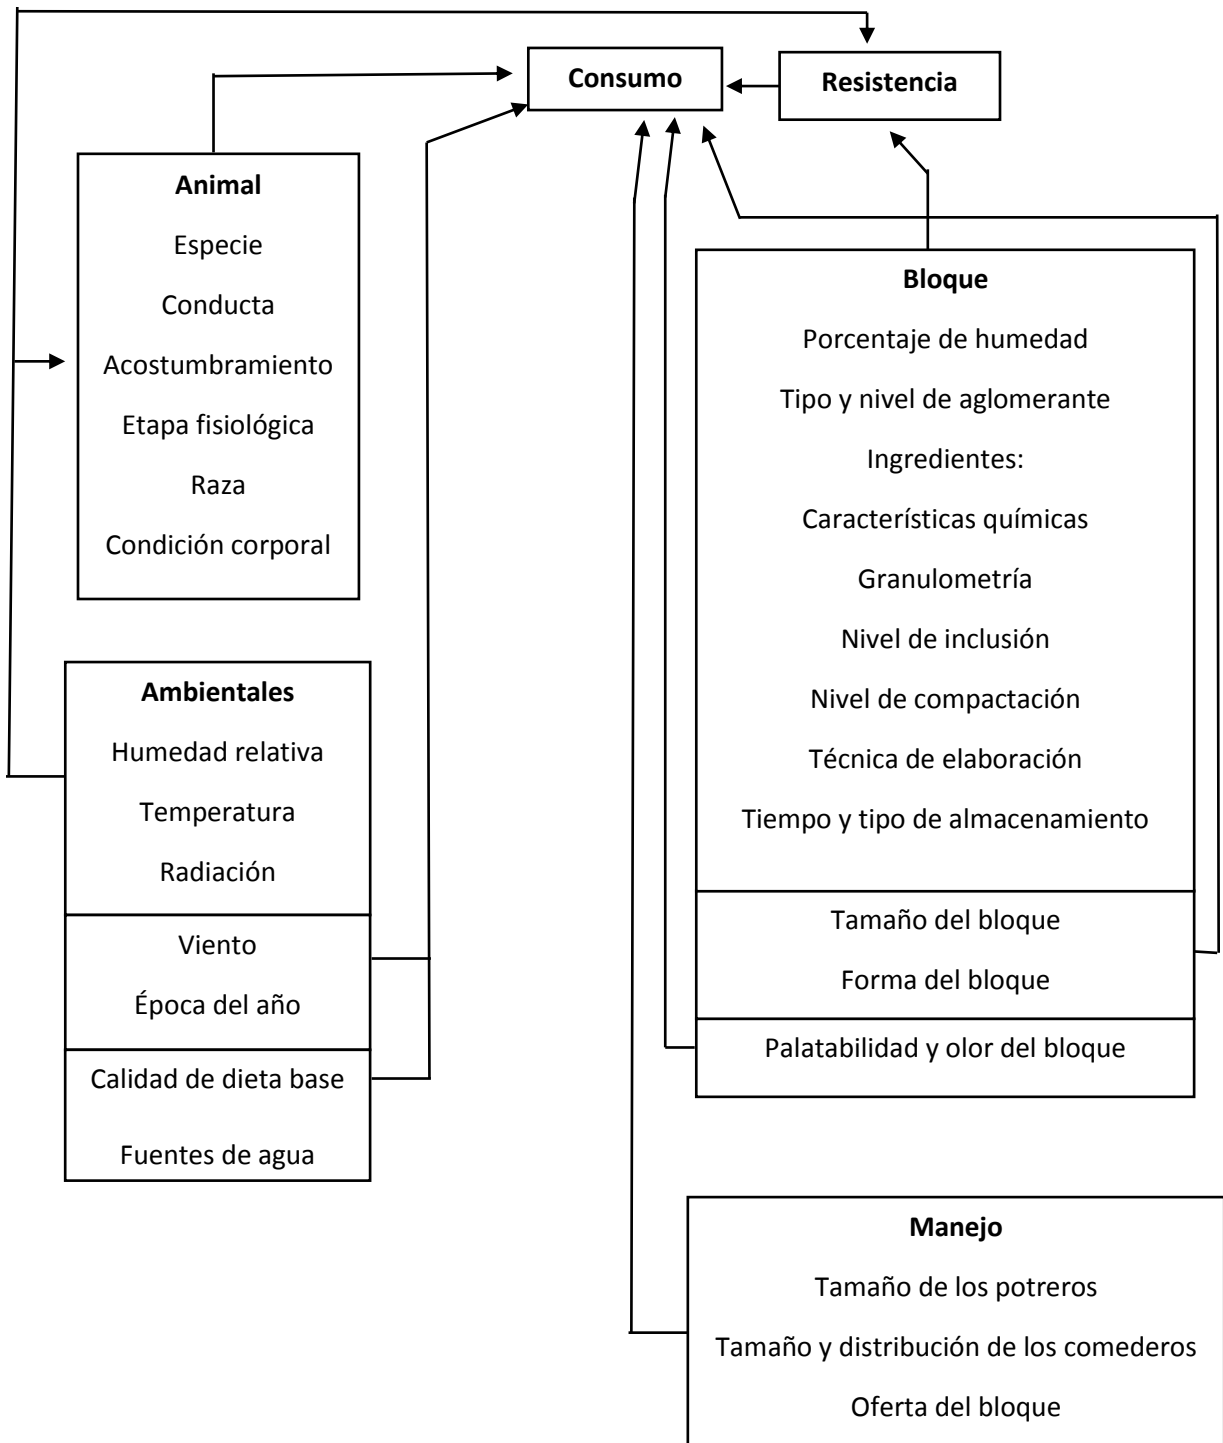 Consumo
Resistencia
Animal
Especie
Conducta
Acostumbramiento
Etapa fisiológica
Raza
Condición corporal
Ambientales
Humedad relativa
Temperatura
Radiación
Viento
Época del año
Calidad de dieta base
Fuentes de agua
Bloque
Porcentaje de humedad
Tipo y nivel de aglomerante
Ingredientes:
Características químicas
Granulometría
Nivel de inclusión
Nivel de compactación
Técnica de elaboración
Tiempo y tipo de almacenamiento
Tamaño del bloque
Forma del bloque
Palatabilidad y olor del bloque
Manejo
Tamaño de los potreros
Tamaño y distribución de los comederos
Oferta del bloque